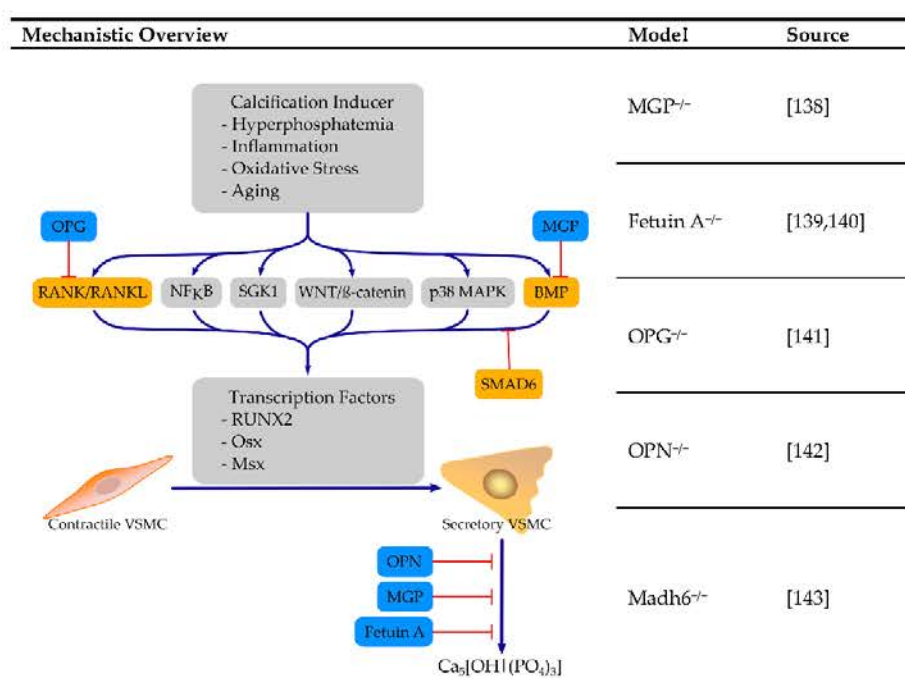 Mechanistic Overview Model Source
Calcification Inducer
- Hyperphosphatemia
- Inflammation
- Oxidative Stress
- Aging
MGP⁻/⁻ [138]
OPG MGP
Fetuin A⁻/⁻ [139,140]
RANK/RANKL NFKB SGK1 WNT/ß-catenin p38 MAPK BMP
OPG⁻/⁻ [141]
SMAD6
Transcription Factors
- RUNX2
- Osx
- Msx
OPN⁻/⁻ [142]
Contractile VSMC Secretory VSMC
OPN
MGP
Fetuin A
Madh6⁻/⁻ [143]
Ca₅[OH|(PO₄)₃]